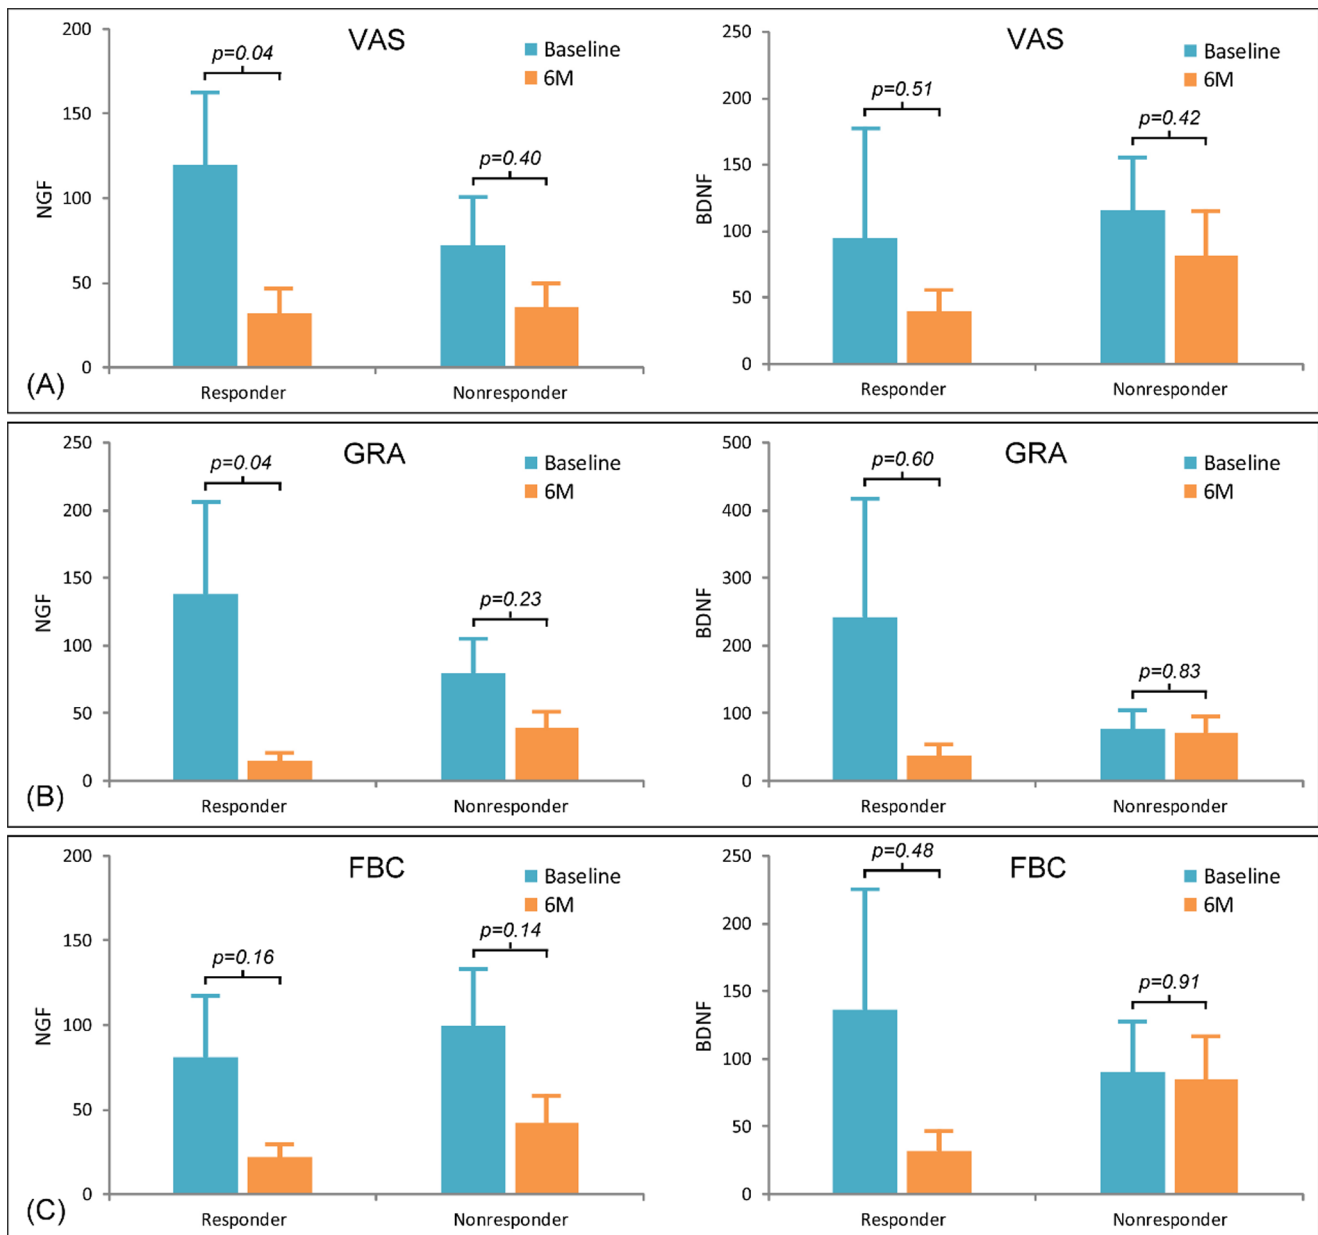 VAS
Baseline
6M
p=0.04
p=0.40
200
150
100
50
0
NGF
Responder
Nonresponder
VAS
Baseline
6M
p=0.51
p=0.42
250
200
150
100
50
0
BDNF
Responder
Nonresponder
(A)
GRA
Baseline
6M
p=0.04
p=0.23
250
200
150
100
50
0
NGF
Responder
Nonresponder
GRA
Baseline
6M
p=0.60
p=0.83
500
400
300
200
100
0
BDNF
Responder
Nonresponder
(B)
FBC
Baseline
6M
p=0.16
p=0.14
200
150
100
50
0
NGF
Responder
Nonresponder
FBC
Baseline
6M
p=0.48
p=0.91
250
200
150
100
50
0
BDNF
Responder
Nonresponder
(C)